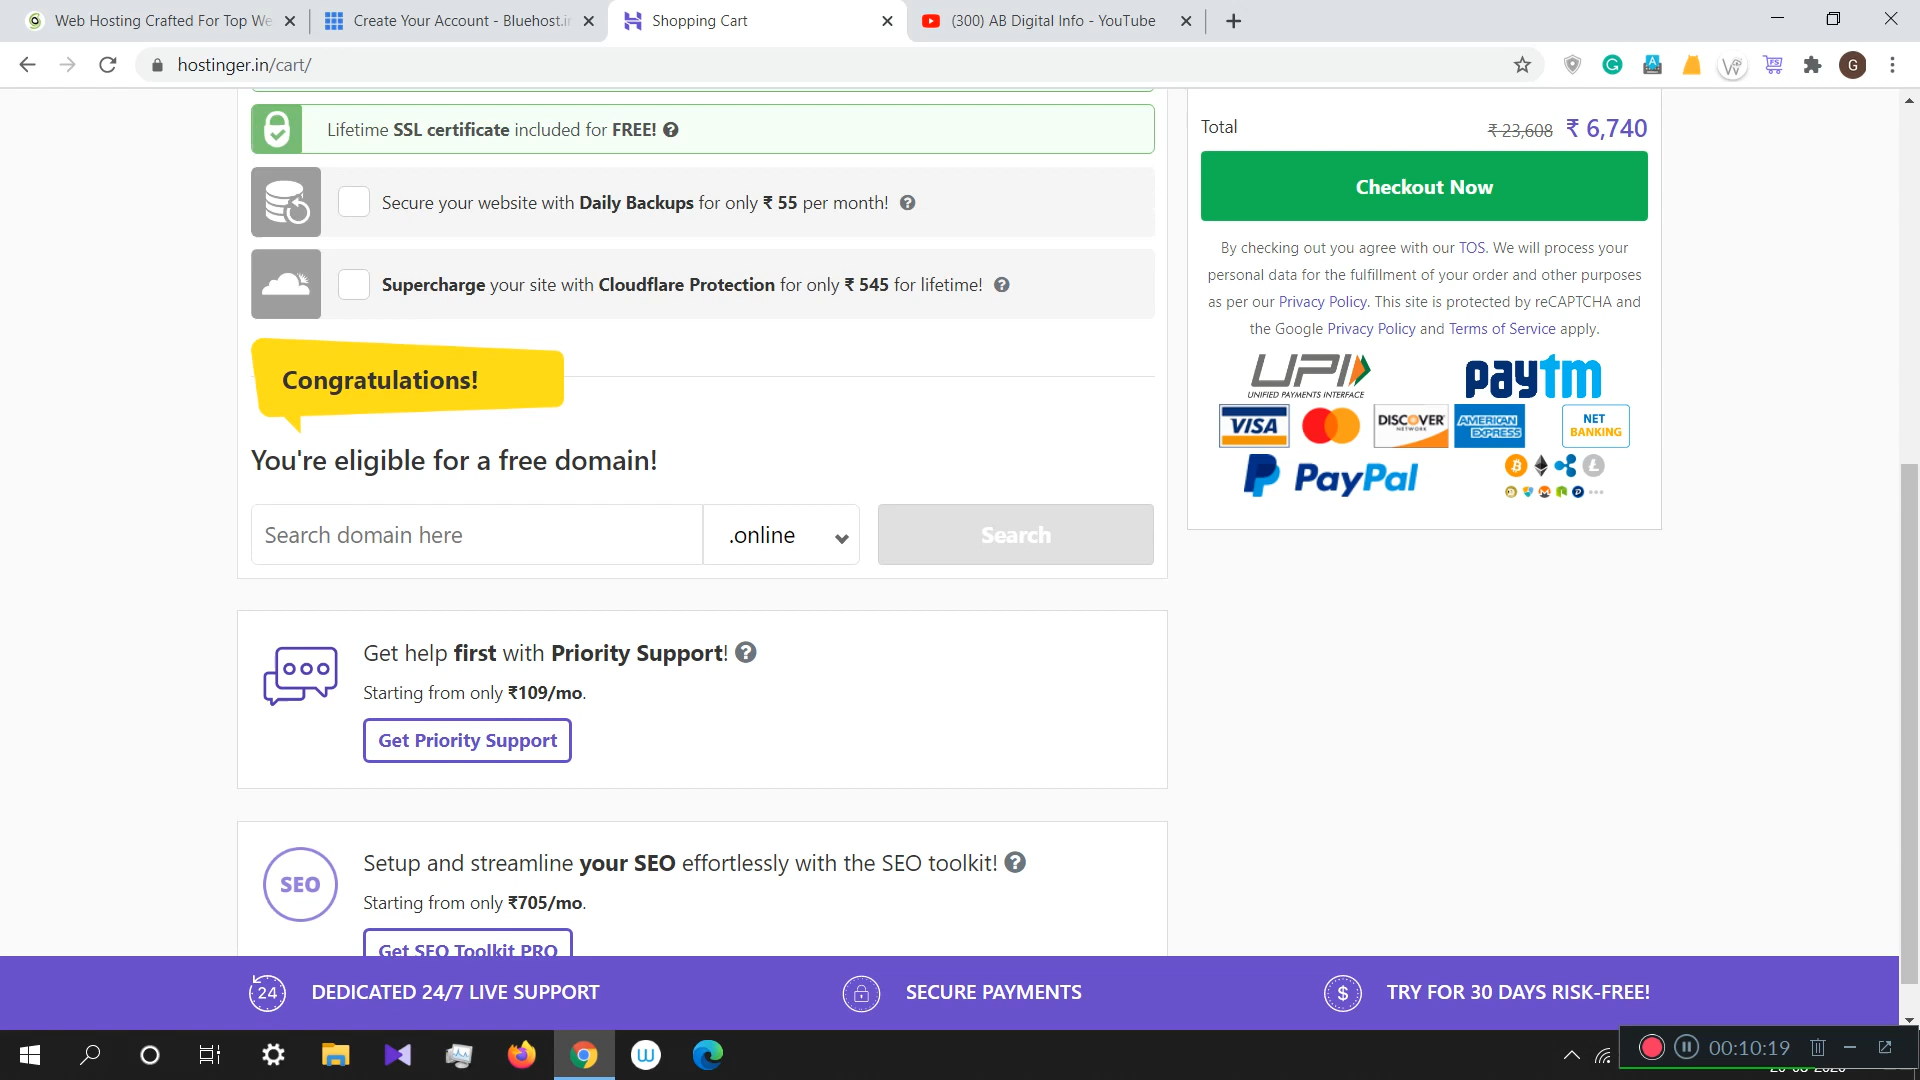 Web Hosting Crafted For Top We
Create Your Account - Bluehost.in
Shopping Cart
(300) AB Digital Info - YouTube
hostinger.in/cart/
G
Lifetime SSL certificate included for FREE!
Secure your website with Daily Backups for only ₹ 55 per month!
Supercharge your site with Cloudflare Protection for only ₹ 545 for lifetime!
Congratulations!
You're eligible for a free domain!
Search domain here
.online
Search
Get help first with Priority Support!
Starting from only ₹109/mo.
Get Priority Support
SEO
Setup and streamline your SEO effortlessly with the SEO toolkit!
Starting from only ₹705/mo.
Get SEO Toolkit PRO
Total ₹ 23,608 ₹ 6,740
Checkout Now
By checking out you agree with our TOS. We will process your
personal data for the fulfillment of your order and other purposes
as per our Privacy Policy. This site is protected by reCAPTCHA and
the Google Privacy Policy and Terms of Service apply.
UPI
UNIFIED PAYMENTS INTERFACE
paytm
VISA
DISCOVER
NETWORK
AMERICAN
EXPRESS
NET
BANKING
PayPal
24 DEDICATED 24/7 LIVE SUPPORT
SECURE PAYMENTS
$ TRY FOR 30 DAYS RISK-FREE!
00:10:19